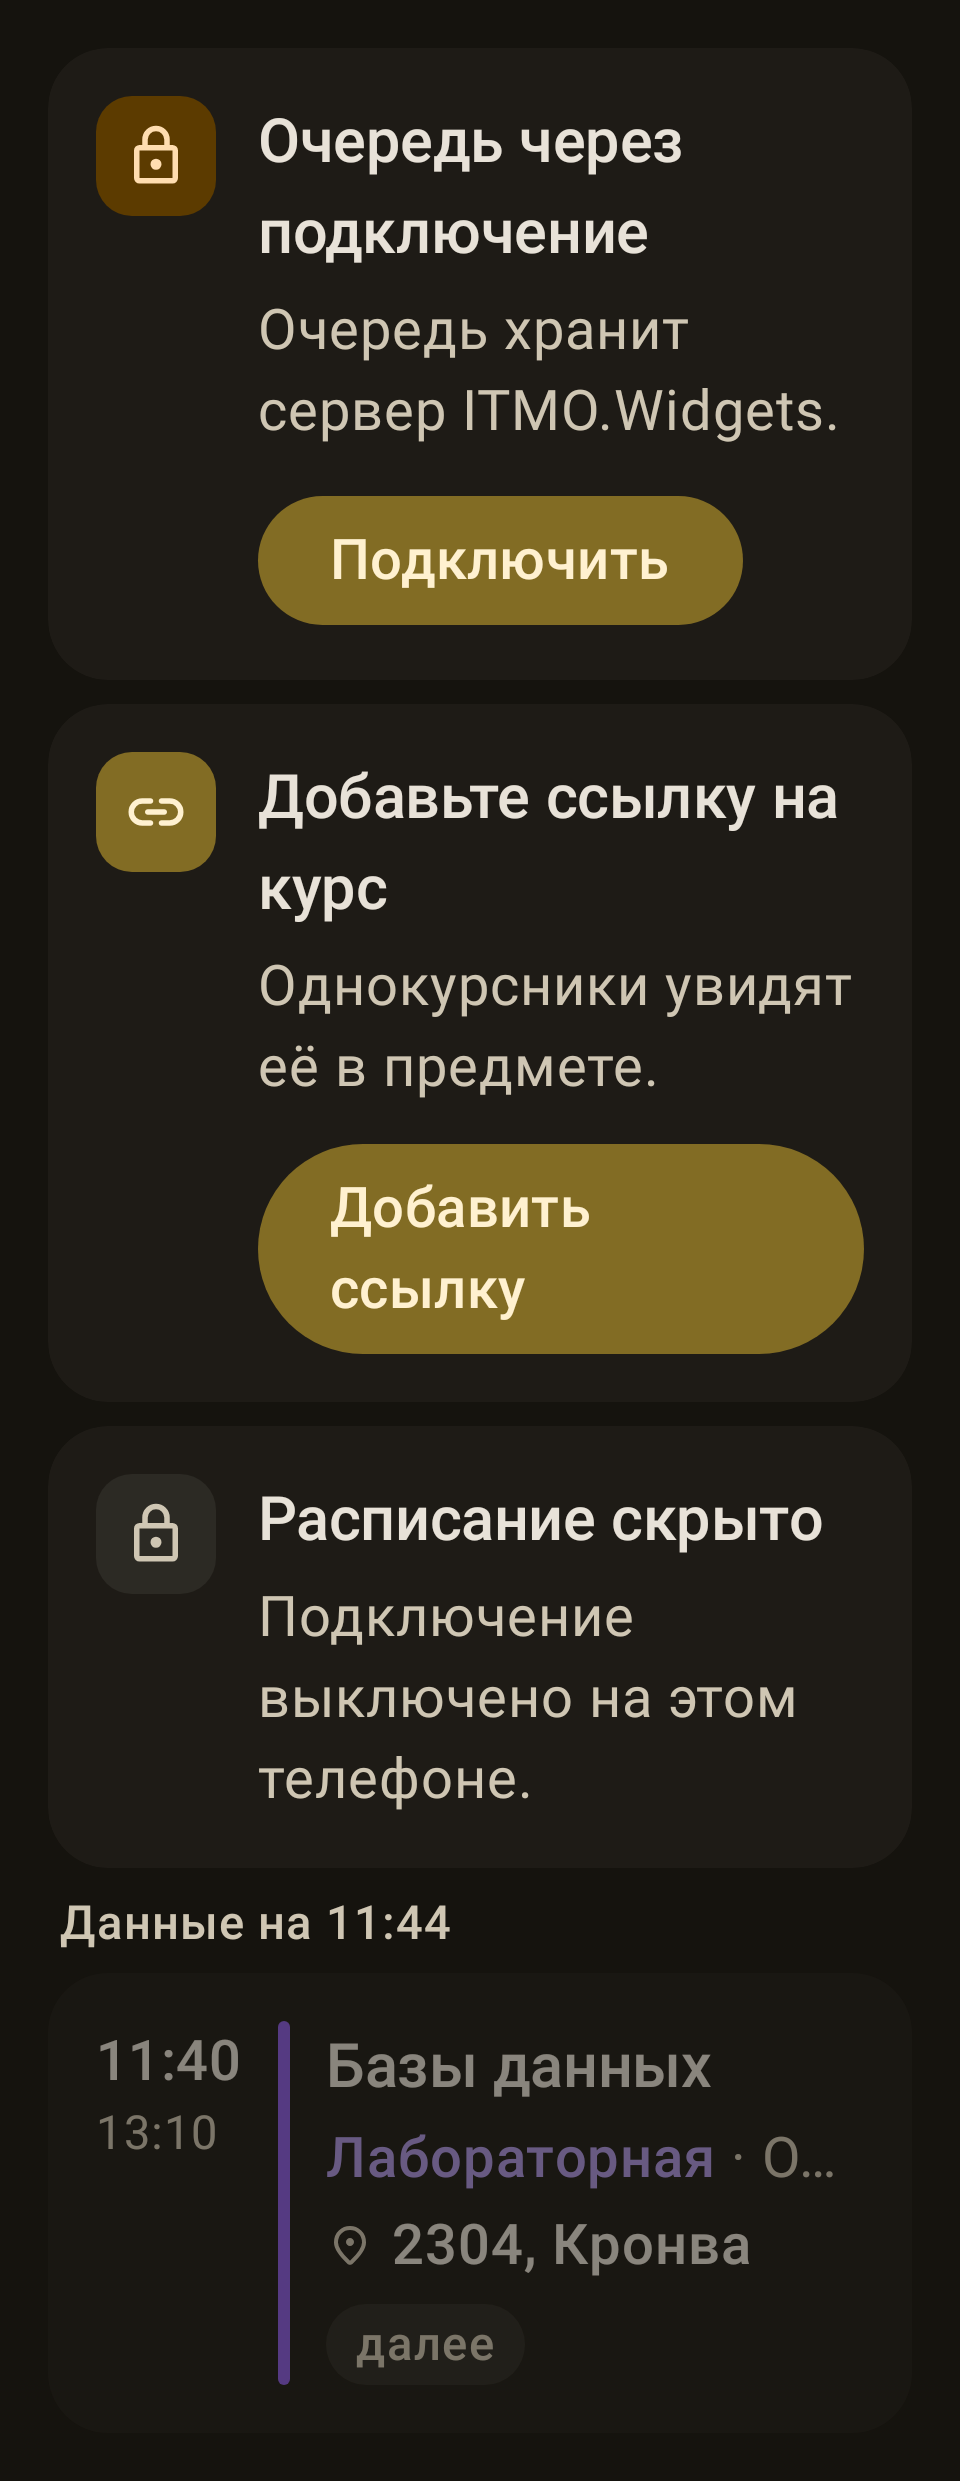 Очередь через
подключение
Очередь хранит
сервер ITMO.Widgets.
Подключить
Добавьте ссылку на
курс
Однокурсники увидят
её в предмете.
Добавить
ссылку
Расписание скрыто
Подключение
выключено на этом
телефоне.
Данные на 11:44
11:40
13:10
Базы данных
Лабораторная · О…
2304, Кронва
далее